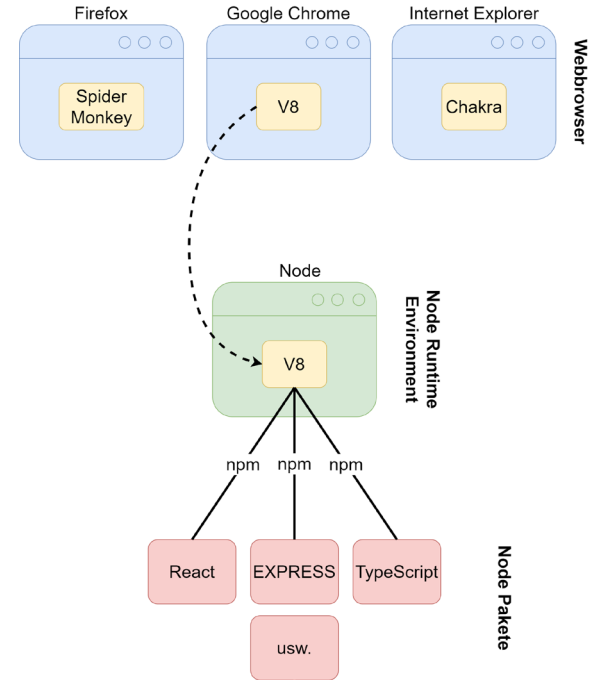 Firefox
Google Chrome
Internet Explorer
Spider
Monkey
V8
Chakra
Webbrowser
Node
V8
Node Runtime
Environment
npm
npm
npm
React
EXPRESS
TypeScript
usw.
Node Pakete